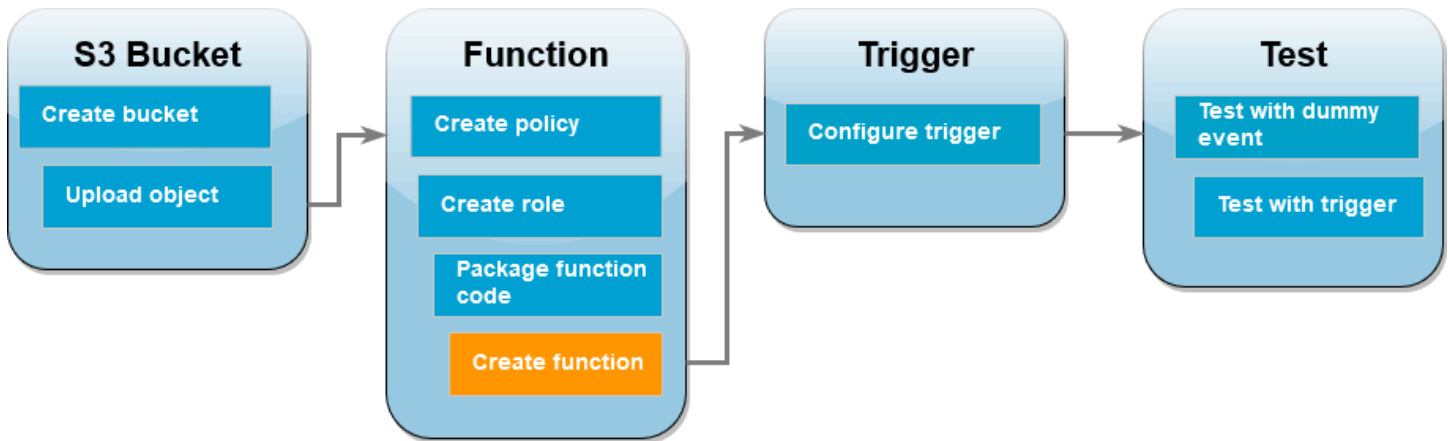 S3 Bucket
Create bucket
Upload object
Function
Create policy
Create role
Package function
code
Create function
Trigger
Configure trigger
Test
Test with dummy
event
Test with trigger